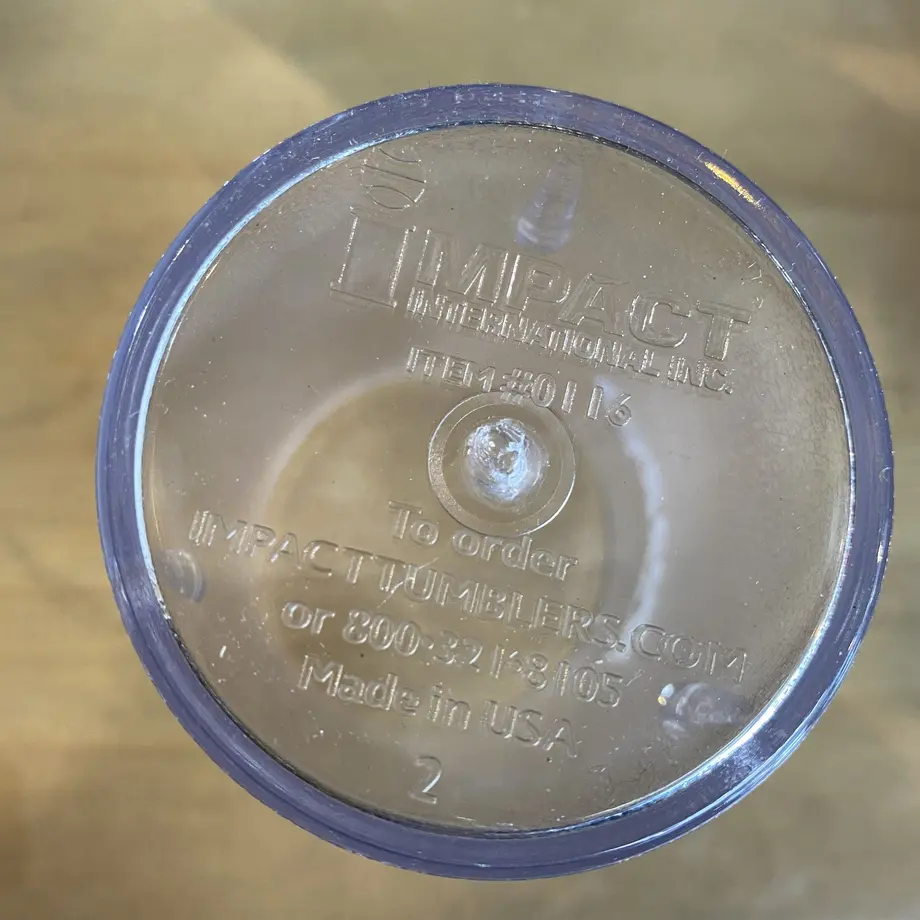 IMPACT
INTERNATIONAL INC.
ITEM #0116
To order
IMPACTTUMBLERS.COM
or 800-321-8105
Made in USA
2